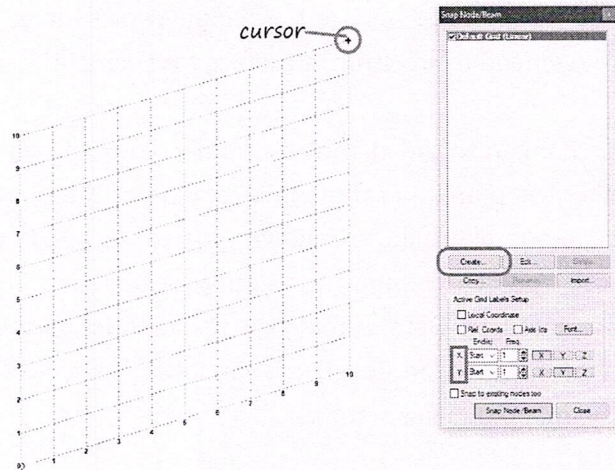 cursor
Snap Node/Beam
Default Grid (Linear)
10
9
8
7
6
5
4
3
2
1
0
1
2
3
4
5
6
7
8
9
10
Create... Edit...
Copy... Import...
Active Grid Labels Setup
Local Coordinate
Rel. Coords Axis Ids Font...
Freq.
X Start 1 X Y Z
Y Start 1 X Y Z
Snap to existing nodes too
Snap Node/Beam Close